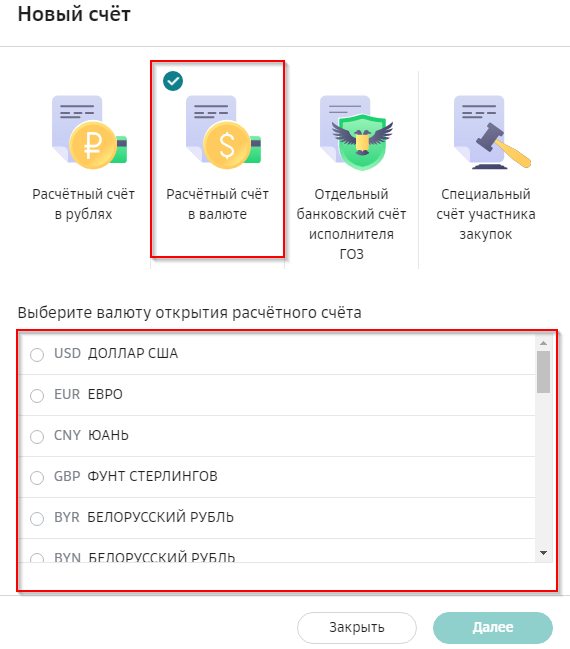 Новый счёт
Расчётный счёт
в рублях
Расчётный счёт
в валюте
Отдельный
банковский счёт
исполнителя
ГОЗ
Специальный
счёт участника
закупок
Выберите валюту открытия расчётного счёта
USD ДОЛЛАР США
EUR ЕВРО
CNY ЮАНЬ
GBP ФУНТ СТЕРЛИНГОВ
BYR БЕЛОРУССКИЙ РУБЛЬ
BYN БЕЛОРУССКИЙ РУБЛЬ
Закрыть Далее